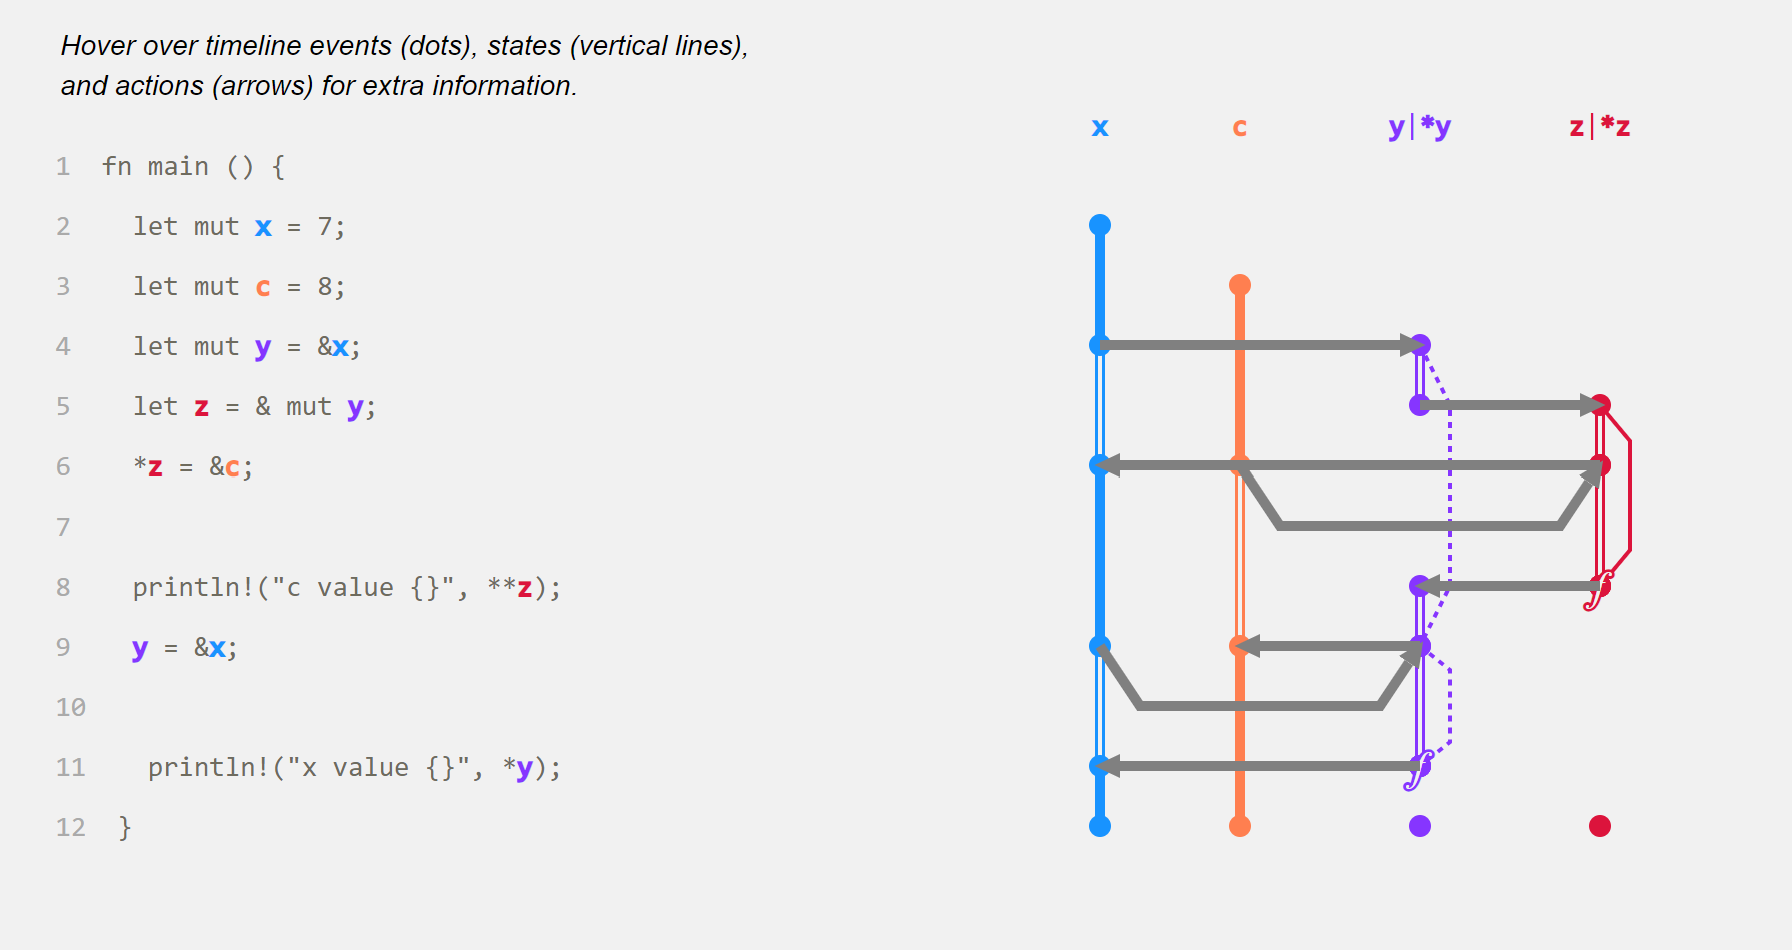 Hover over timeline events (dots), states (vertical lines),
and actions (arrows) for extra information.
x c y|*y z|*z
1 fn main () {
2 let mut x = 7;
3 let mut c = 8;
4 let mut y = &x;
5 let z = & mut y;
6 *z = &c;
7
8 println!("c value {}", **z);
9 y = &x;
10
11 println!("x value {}", *y);
12 }
f
f